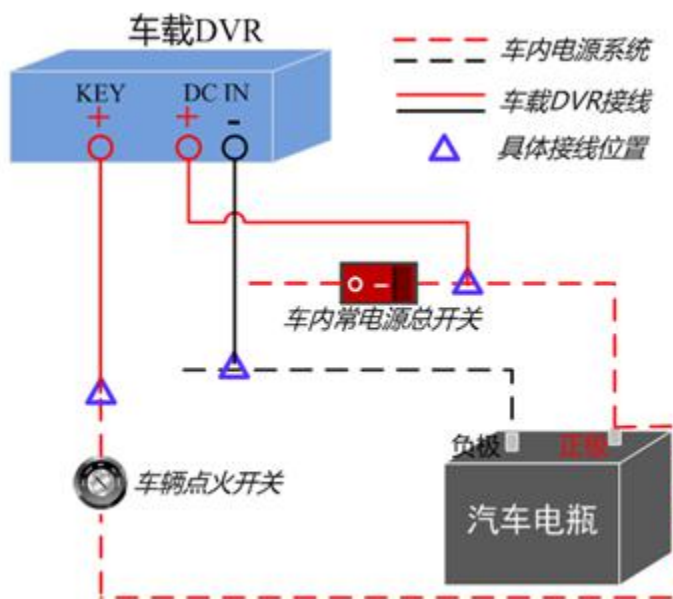 车载DVR
KEY
DC IN
+
+
-
车内电源系统
车载DVR接线
具体接线位置
车内常电源总开关
车辆点火开关
负极
正极
汽车电瓶